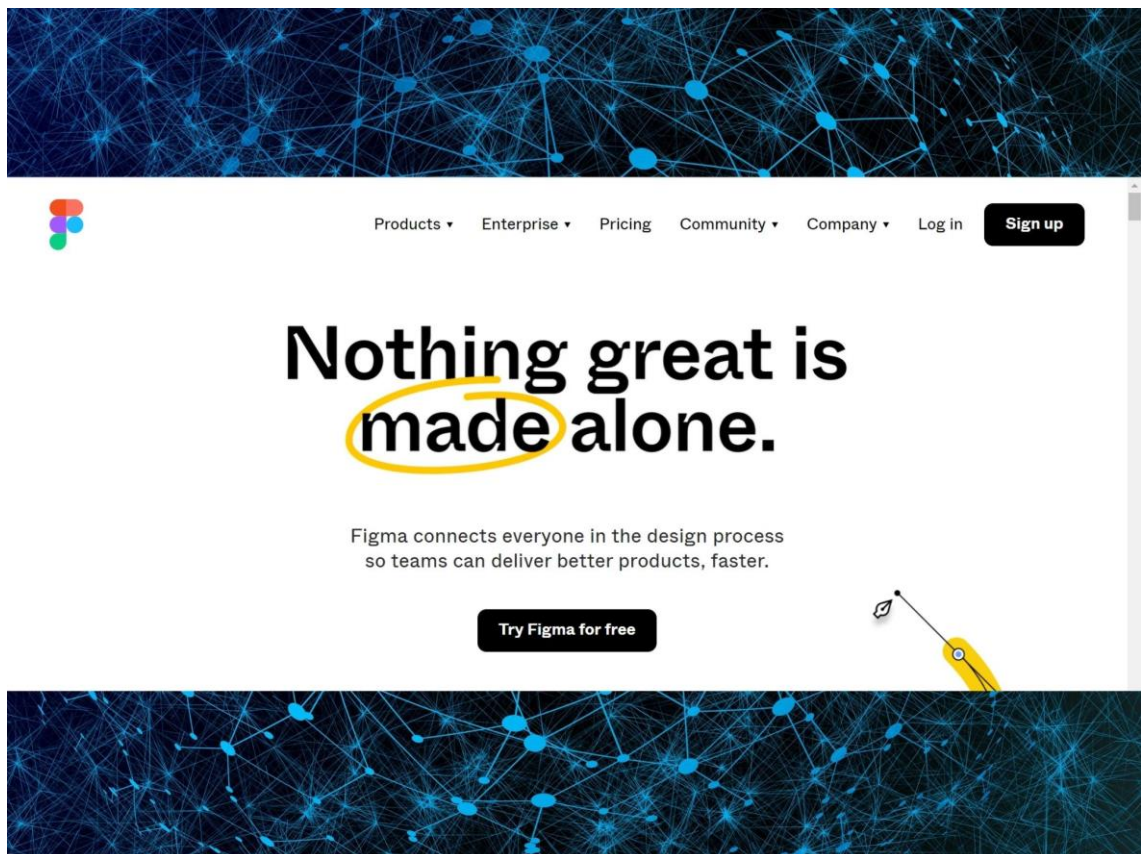 Products ▾ Enterprise ▾ Pricing Community ▾ Company ▾ Log in Sign up
Nothing great is
made alone.
Figma connects everyone in the design process
so teams can deliver better products, faster.
Try Figma for free